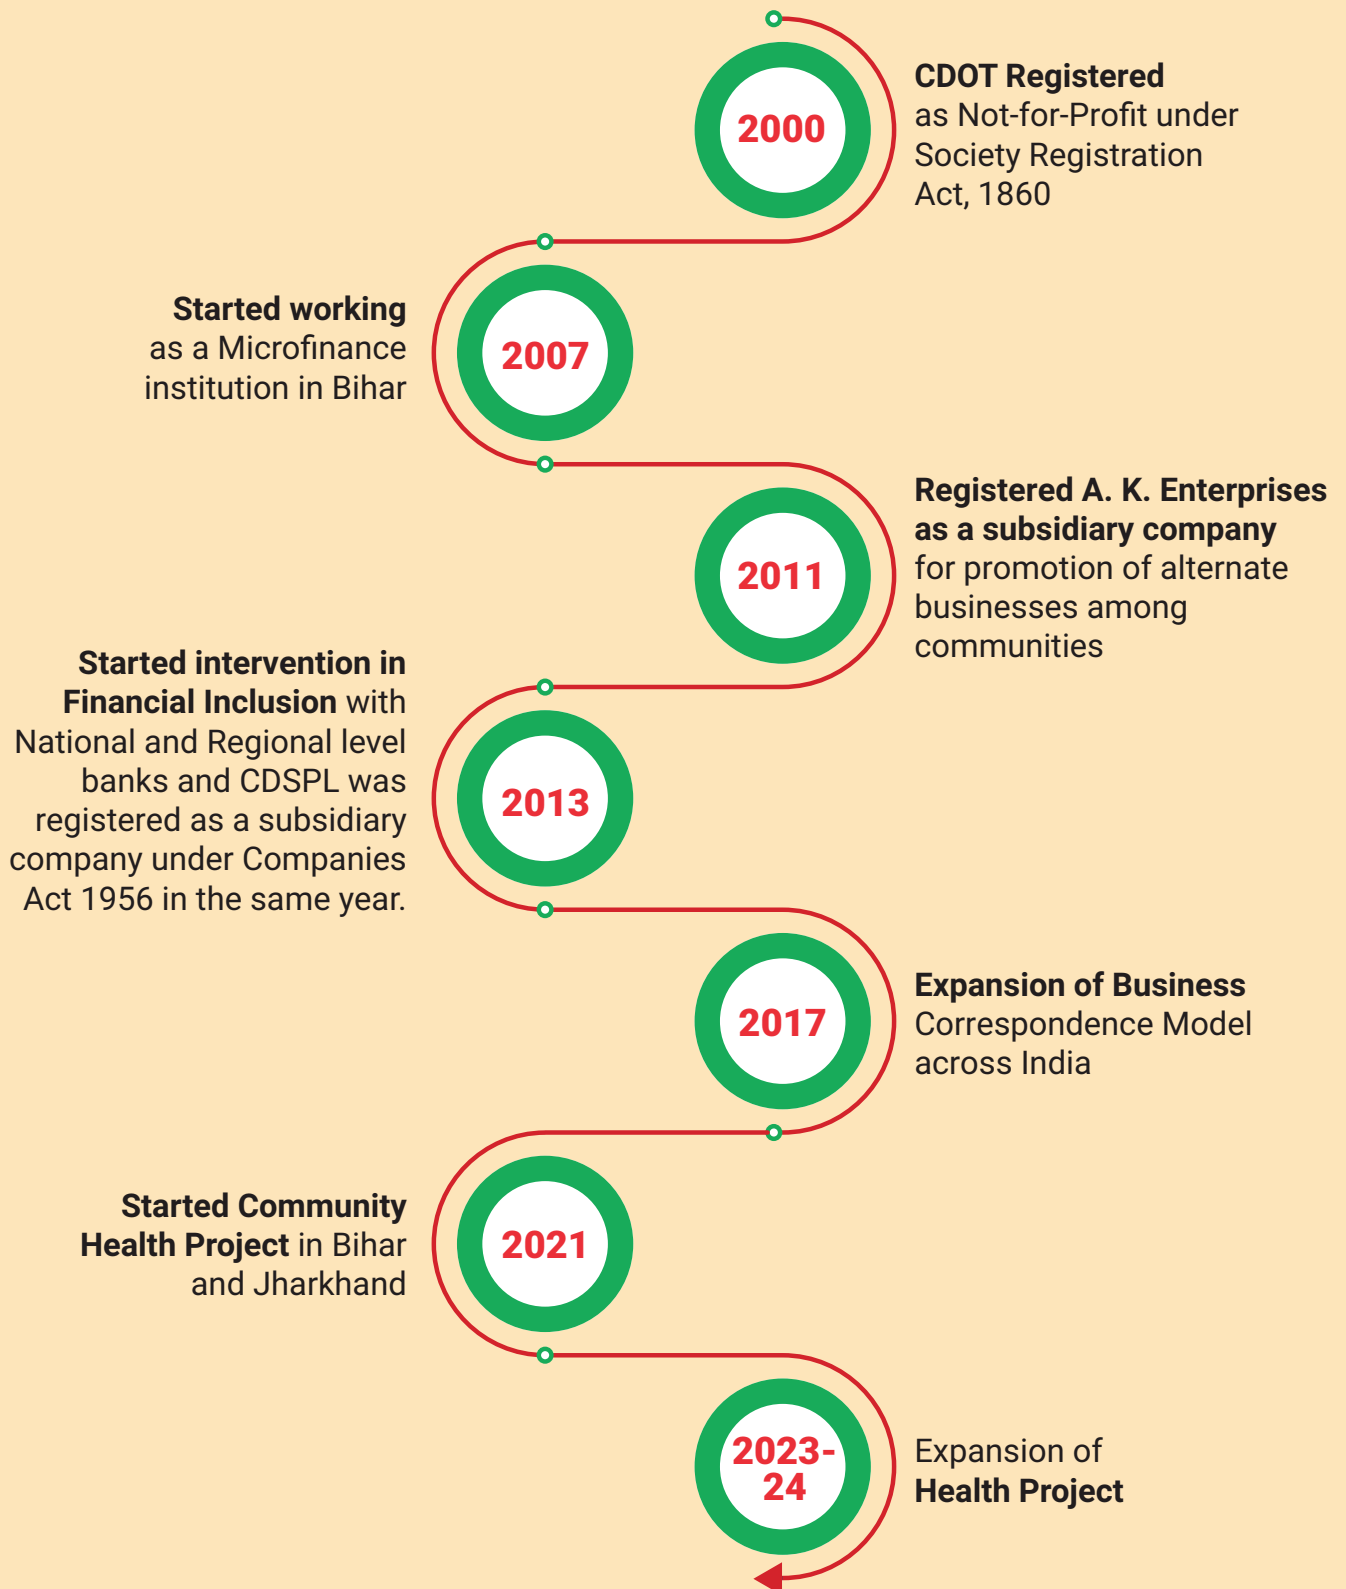 2000
CDOT Registered
as Not-for-Profit under
Society Registration
Act, 1860
Started working
as a Microfinance
institution in Bihar
2007
2011
Registered A. K. Enterprises
as a subsidiary company
for promotion of alternate
businesses among
communities
Started intervention in
Financial Inclusion with
National and Regional level
banks and CDSPL was
registered as a subsidiary
company under Companies
Act 1956 in the same year.
2013
2017
Expansion of Business
Correspondence Model
across India
Started Community
Health Project in Bihar
and Jharkhand
2021
2023-
24
Expansion of
Health Project